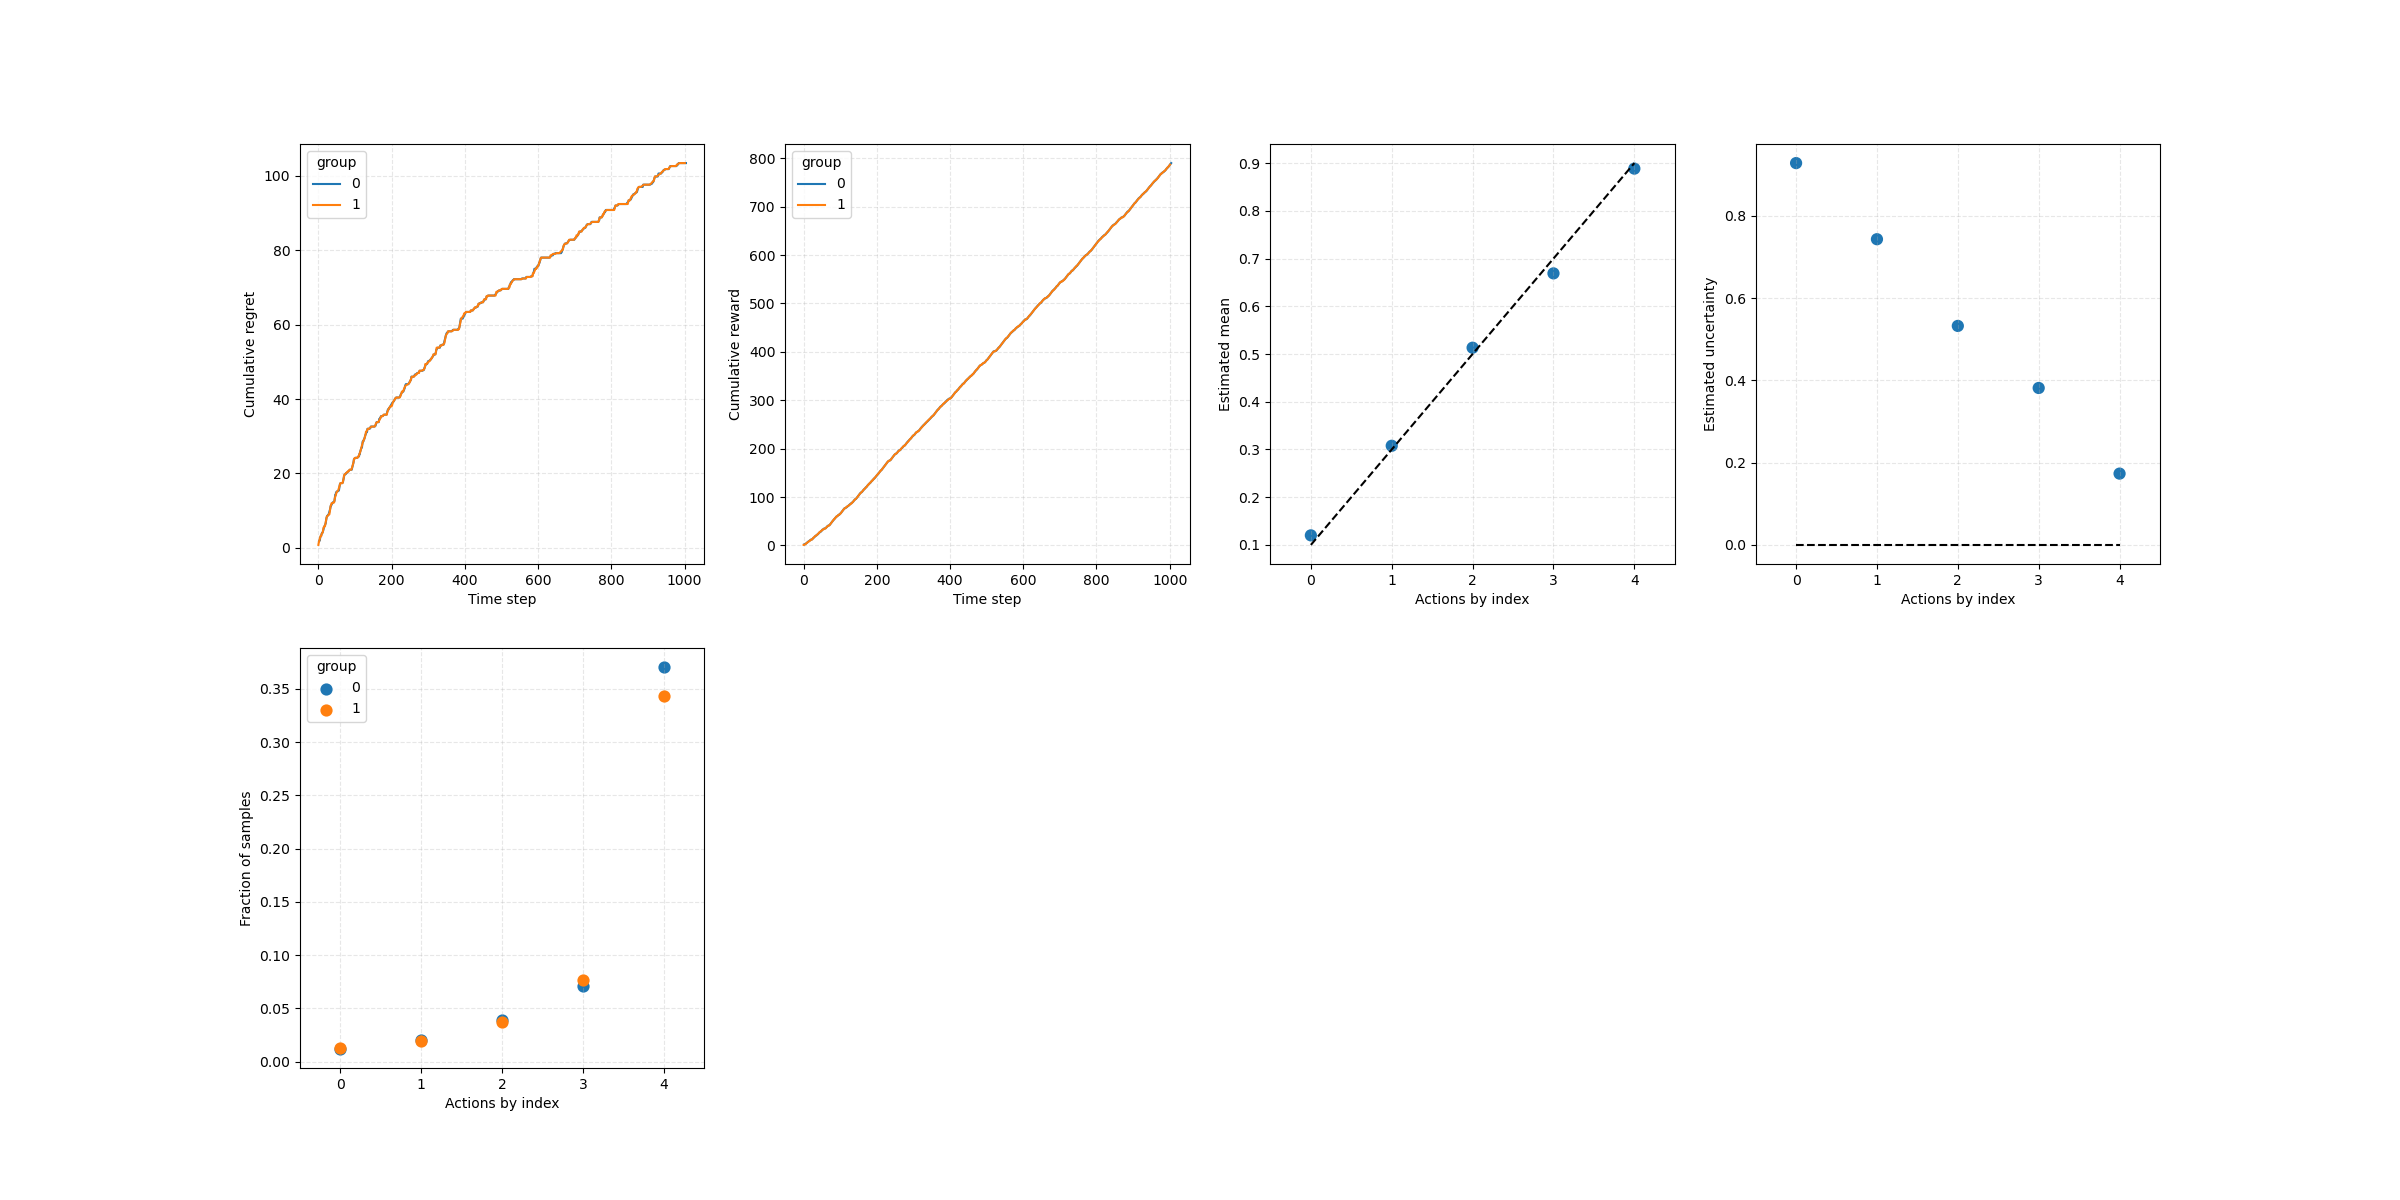 group
0
1
100
80
60
40
20
0
Cumulative regret
0 200 400 600 800 1000
Time step
group
0
1
800
700
600
500
400
300
200
100
0
Cumulative reward
0 200 400 600 800 1000
Time step
0.9
0.8
0.7
0.6
0.5
0.4
0.3
0.2
0.1
Estimated mean
0 1 2 3 4
Actions by index
0.8
0.6
0.4
0.2
0.0
Estimated uncertainty
0 1 2 3 4
Actions by index
group
0
1
0.35
0.30
0.25
0.20
0.15
0.10
0.05
0.00
Fraction of samples
0 1 2 3 4
Actions by index